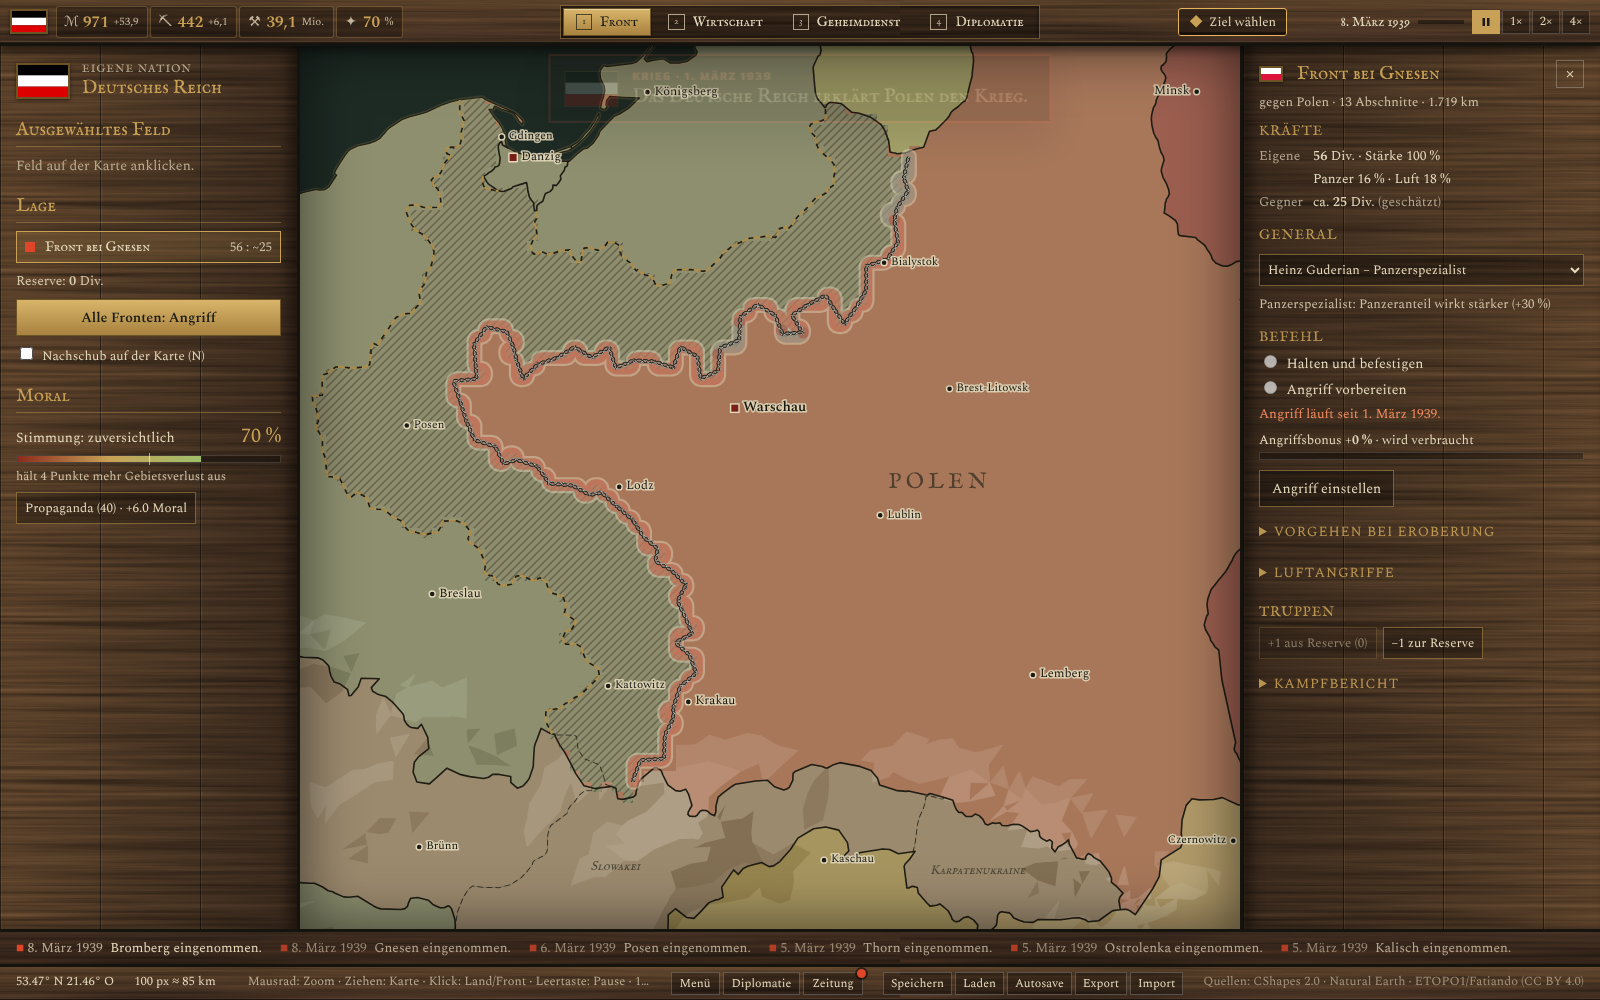 ℳ 971 +53,9
442 +6,1
39,1 Mio.
70 %
1 Front
2 Wirtschaft
3 Geheimdienst
4 Diplomatie
Ziel wählen
8. März 1939
1×
2×
4×
EIGENE NATION
Deutsches Reich
Ausgewähltes Feld
Feld auf der Karte anklicken.
Lage
Front bei Gnesen 56 : ~25
Reserve: 0 Div.
Alle Fronten: Angriff
Nachschub auf der Karte (N)
Moral
Stimmung: zuversichtlich 70 %
hält 4 Punkte mehr Gebietsverlust aus
Propaganda (40) · +6.0 Moral
KRIEG · 1. MÄRZ 1939
Das Deutsche Reich erklärt Polen den Krieg.
Königsberg
Minsk
Gdingen
Danzig
Bialystok
Brest-Litowsk
Warschau
Posen
POLEN
Lodz
Lublin
Breslau
Lemberg
Kattowitz
Krakau
Brünn
Slowakei
Kaschau
Karpatenukraine
Czernowitz
Front bei Gnesen
×
gegen Polen · 13 Abschnitte · 1.719 km
KRÄFTE
Eigene 56 Div. · Stärke 100 %
Panzer 16 % · Luft 18 %
Gegner ca. 25 Div. (geschätzt)
GENERAL
Heinz Guderian – Panzerspezialist
Panzerspezialist: Panzeranteil wirkt stärker (+30 %)
BEFEHL
Halten und befestigen
Angriff vorbereiten
Angriff läuft seit 1. März 1939.
Angriffsbonus +0 % · wird verbraucht
Angriff einstellen
VORGEHEN BEI EROBERUNG
LUFTANGRIFFE
TRUPPEN
+1 aus Reserve (0)
−1 zur Reserve
KAMPFBERICHT
8. März 1939 Bromberg eingenommen.
8. März 1939 Gnesen eingenommen.
6. März 1939 Posen eingenommen.
5. März 1939 Thorn eingenommen.
5. März 1939 Ostrolenka eingenommen.
5. März 1939 Kalisch eingenommen.
53.47° N 21.46° O
100 px ≈ 85 km
Mausrad: Zoom · Ziehen: Karte · Klick: Land/Front · Leertaste: Pause · 1…
Menü
Diplomatie
Zeitung
Speichern
Laden
Autosave
Export
Import
Quellen: CShapes 2.0 · Natural Earth · ETOPO1/Fatiando (CC BY 4.0)